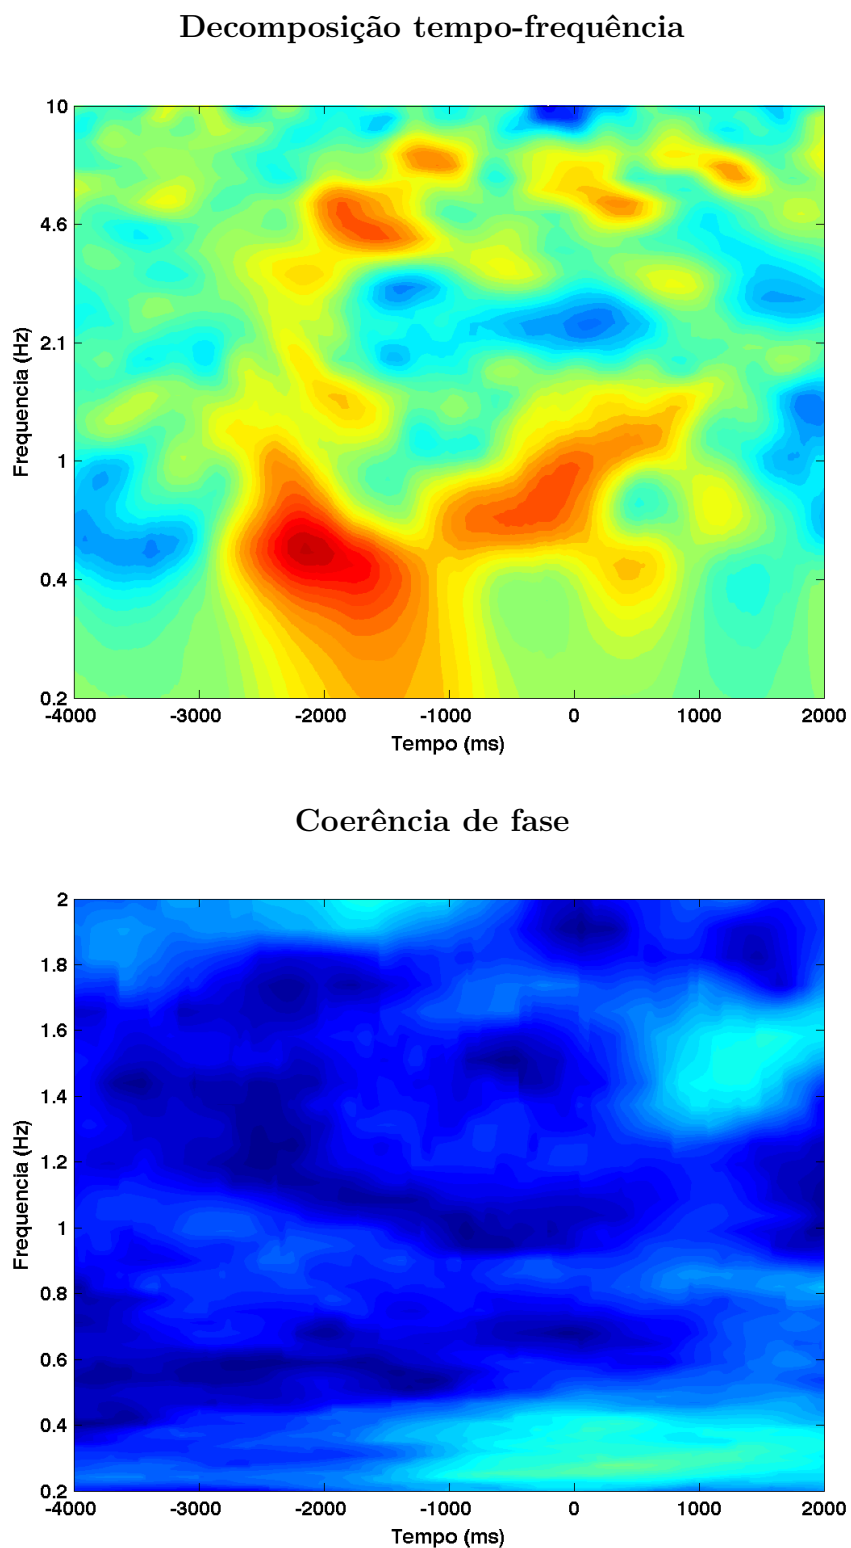 Decomposição tempo-frequência
10
4.6
2.1
1
0.4
0.2
Frequencia (Hz)
-4000 -3000 -2000 -1000 0 1000 2000
Tempo (ms)
Coerência de fase
2
1.8
1.6
1.4
1.2
1
0.8
0.6
0.4
0.2
Frequencia (Hz)
-4000 -3000 -2000 -1000 0 1000 2000
Tempo (ms)